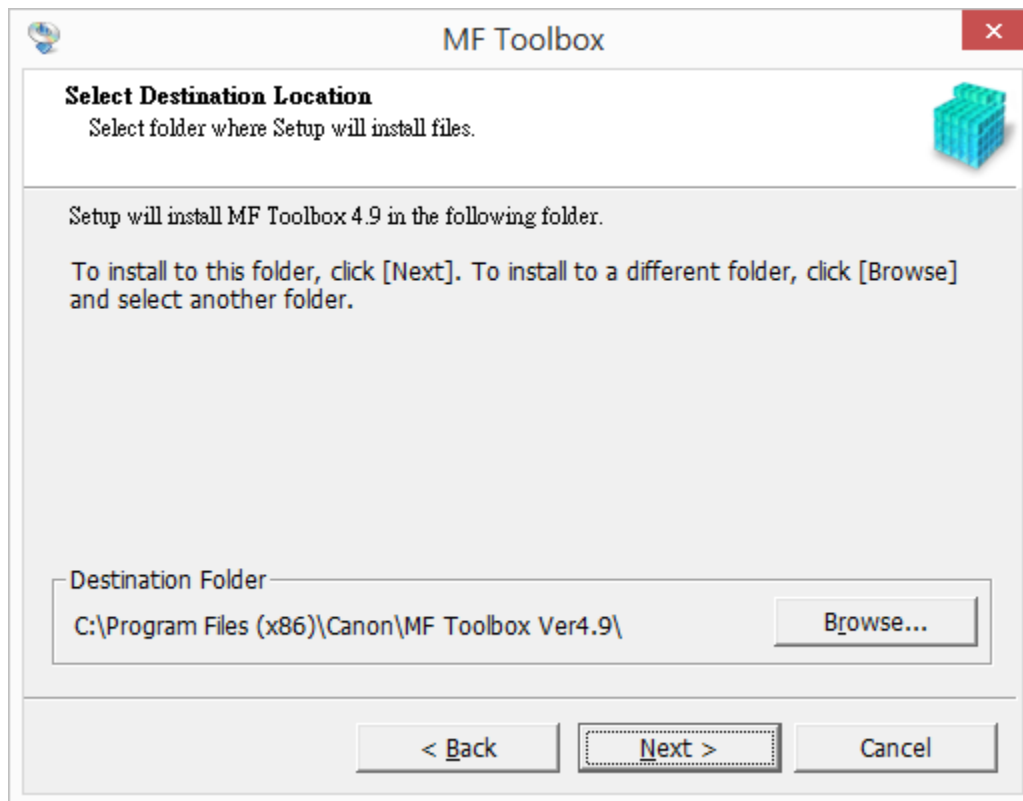 MF Toolbox
Select Destination Location
Select folder where Setup will install files.
Setup will install MF Toolbox 4.9 in the following folder.
To install to this folder, click [Next]. To install to a different folder, click [Browse]
and select another folder.
Destination Folder
C:\Program Files (x86)\Canon\MF Toolbox Ver4.9\
Browse...
< Back
Next >
Cancel